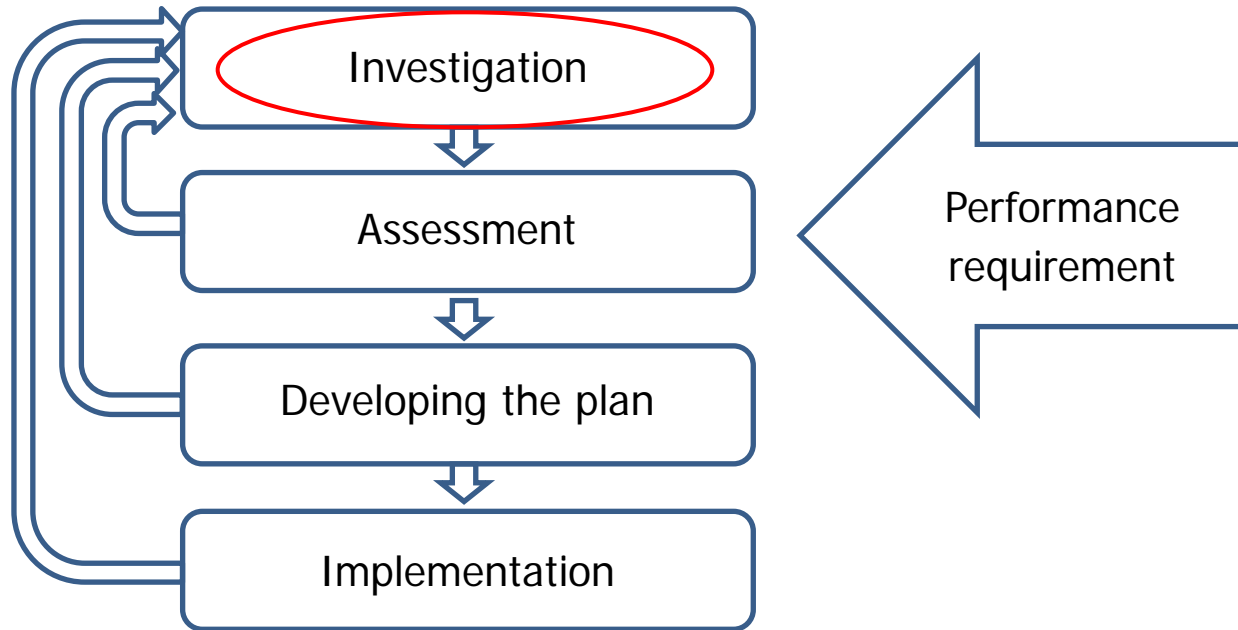 Investigation
Assessment
Developing the plan
Implementation
Performance
requirement